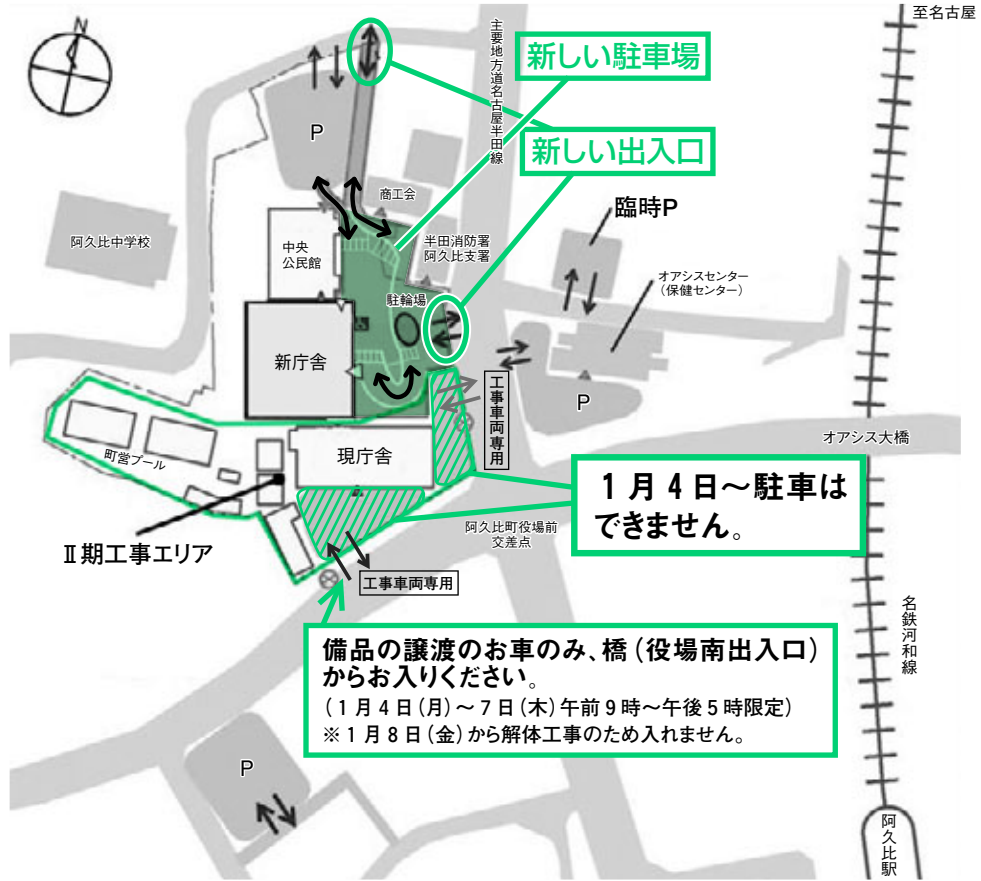 至名古屋
N
主要地方道名古屋半田線
新しい駐車場
新しい出入口
P
商工会
臨時P
阿久比中学校
中央
公民館
半田消防署
阿久比支署
オアシスセンター
（保健センター）
駐輪場
新庁舎
工事車両専用
P
オアシス大橋
町営プール
現庁舎
1月4日～駐車は
できません。
阿久比町役場前
交差点
Ⅱ期工事エリア
工事車両専用
名鉄河和線
備品の譲渡のお車のみ、橋（役場南出入口）
からお入りください。
（1月4日（月）～7日（木）午前9時～午後5時限定）
※1月8日（金）から解体工事のため入れません。
P
阿久比駅